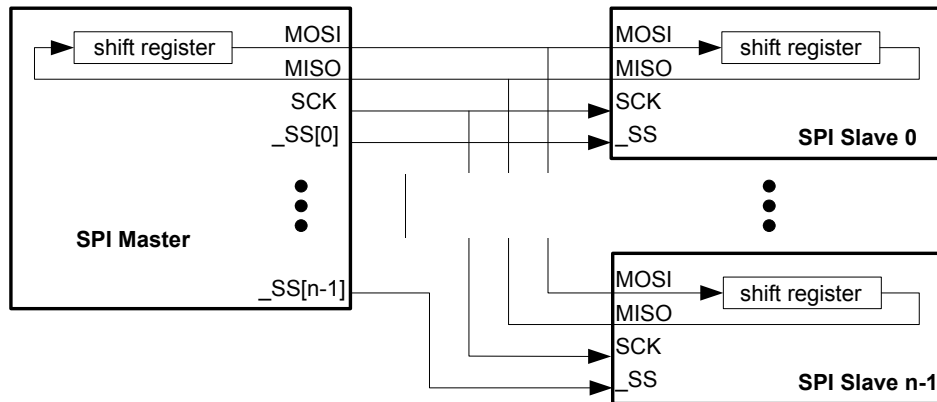 shift register
MOSI
MISO
SCK
_SS[0]
SPI Master
_SS[n-1]
MOSI
shift register
MISO
SCK
_SS
SPI Slave 0
MOSI
shift register
MISO
SCK
_SS
SPI Slave n-1